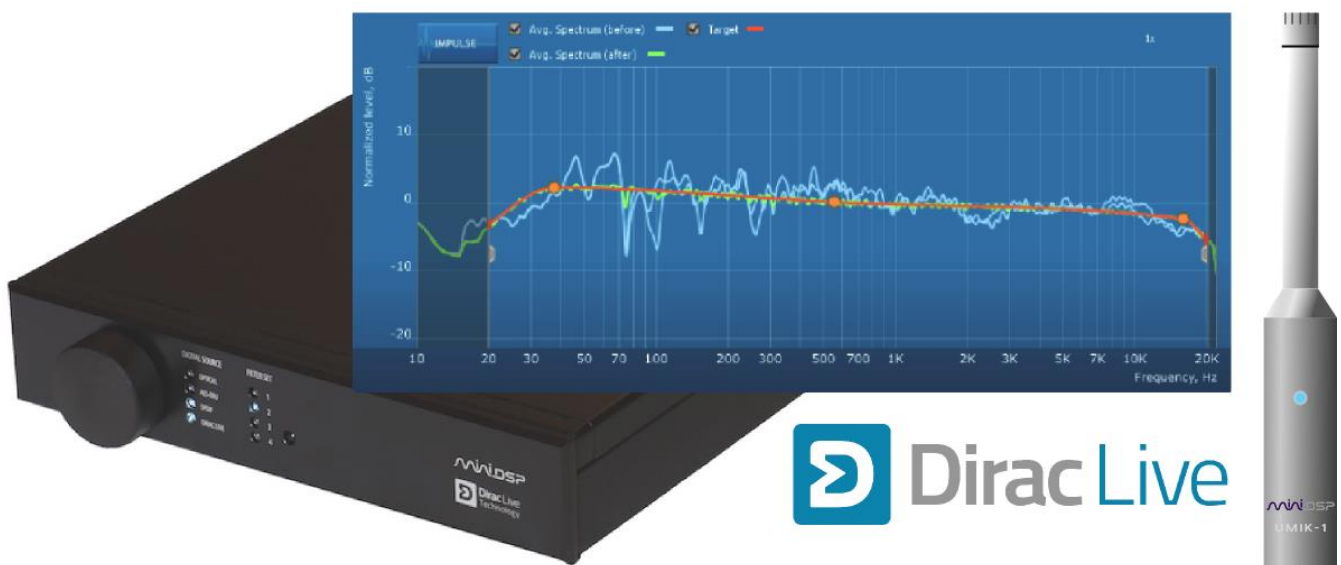 IMPULSE
Avg. Spectrum (before)
Target
Avg. Spectrum (after)
1x
Normalized level, dB
10
0
-10
-20
10 20 30 50 70 100 200 300 500 700 1K 2K 3K 5K 7K 10K 20K
Frequency, Hz
DIGITAL SOURCE
OPTICAL
AES-EBU
SPDIF
DIRAC LIVE
FILTER SET
1
2
3
4
miniDSP
Dirac Live
Technology
Dirac Live
miniDSP
UMIK-1